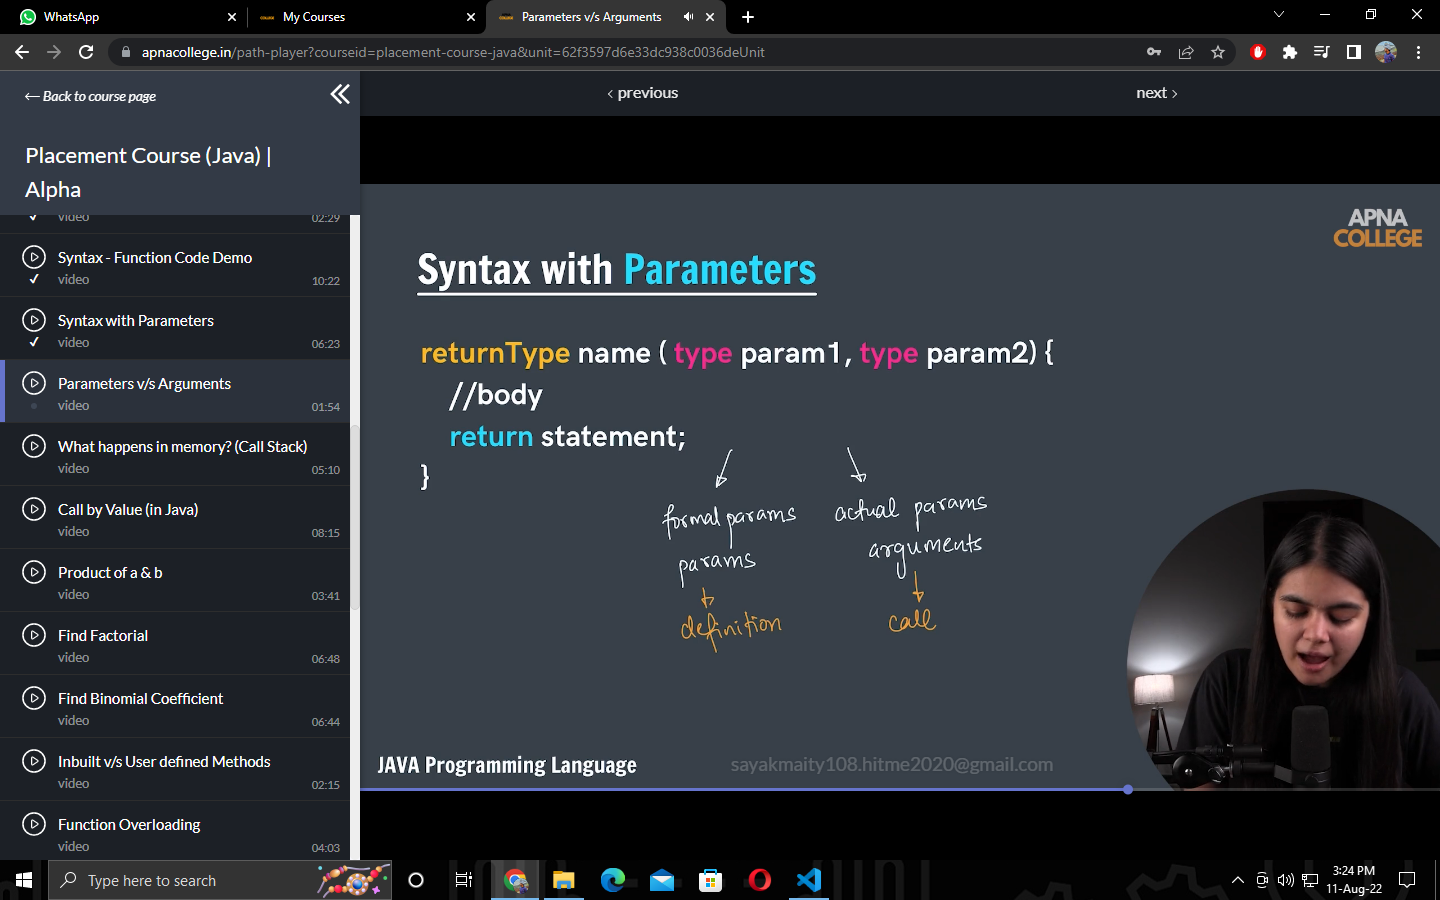 WhatsApp
My Courses
Parameters v/s Arguments
apnacollege.in/path-player?courseid=placement-course-java&unit=62f3597d6e33dc938c0036deUnit
← Back to course page
‹ previous
next ›
Placement Course (Java) |
Alpha
video 02:29
Syntax - Function Code Demo
video 10:22
Syntax with Parameters
video 06:23
Parameters v/s Arguments
video 01:54
What happens in memory? (Call Stack)
video 05:10
Call by Value (in Java)
video 08:15
Product of a & b
video 03:41
Find Factorial
video 06:48
Find Binomial Coefficient
video 06:44
Inbuilt v/s User defined Methods
video 02:15
Function Overloading
video 04:03
APNA
COLLEGE
Syntax with Parameters
returnType name ( type param1, type param2) {
//body
return statement;
}
formal params
params
definition
actual params
arguments
call
JAVA Programming Language
sayakmaity108.hitme2020@gmail.com
Type here to search
3:24 PM
11-Aug-22